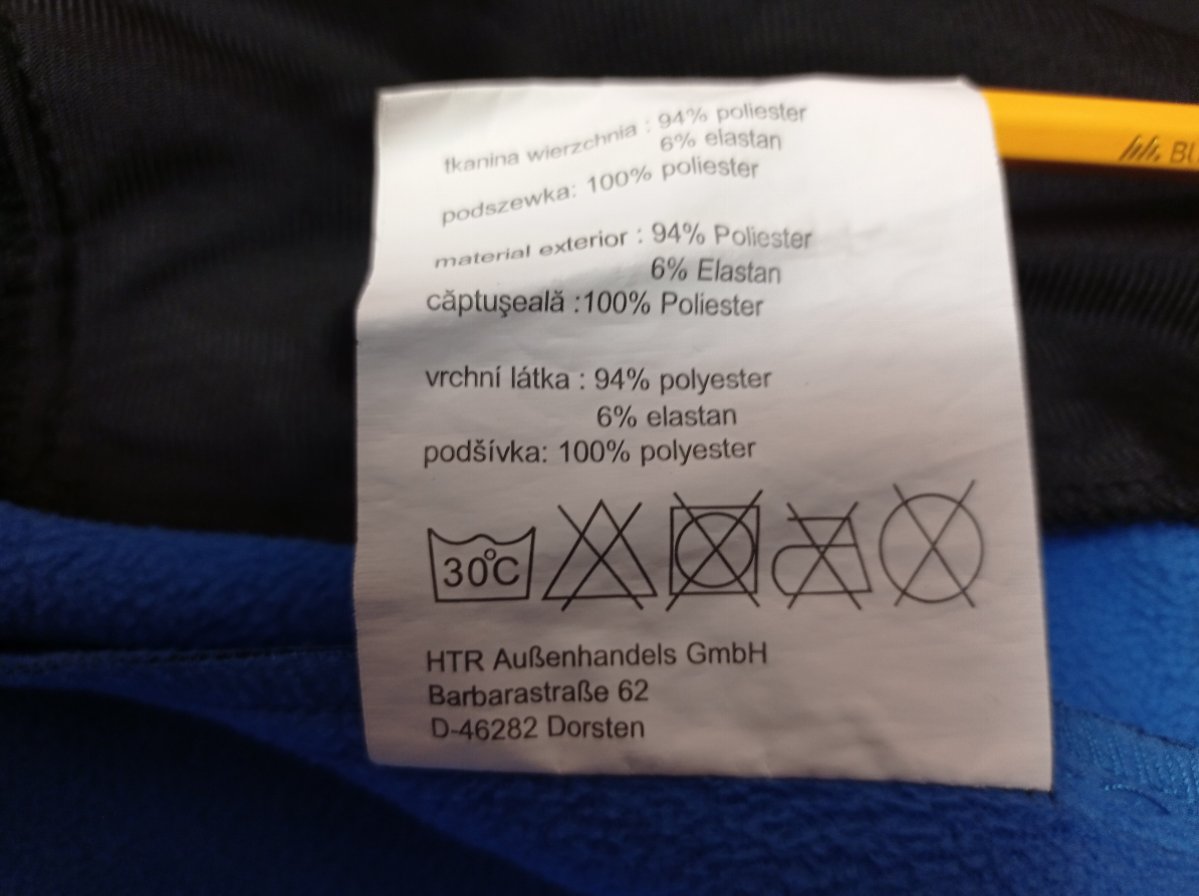 tkanina wierzchnia : 94% poliester
6% elastan
podszewka: 100% poliester
material exterior : 94% Poliester
6% Elastan
căptuşeală :100% Poliester
vrchní látka : 94% polyester
6% elastan
podšívka: 100% polyester
30°C
HTR Außenhandels GmbH
Barbarastraße 62
D-46282 Dorsten